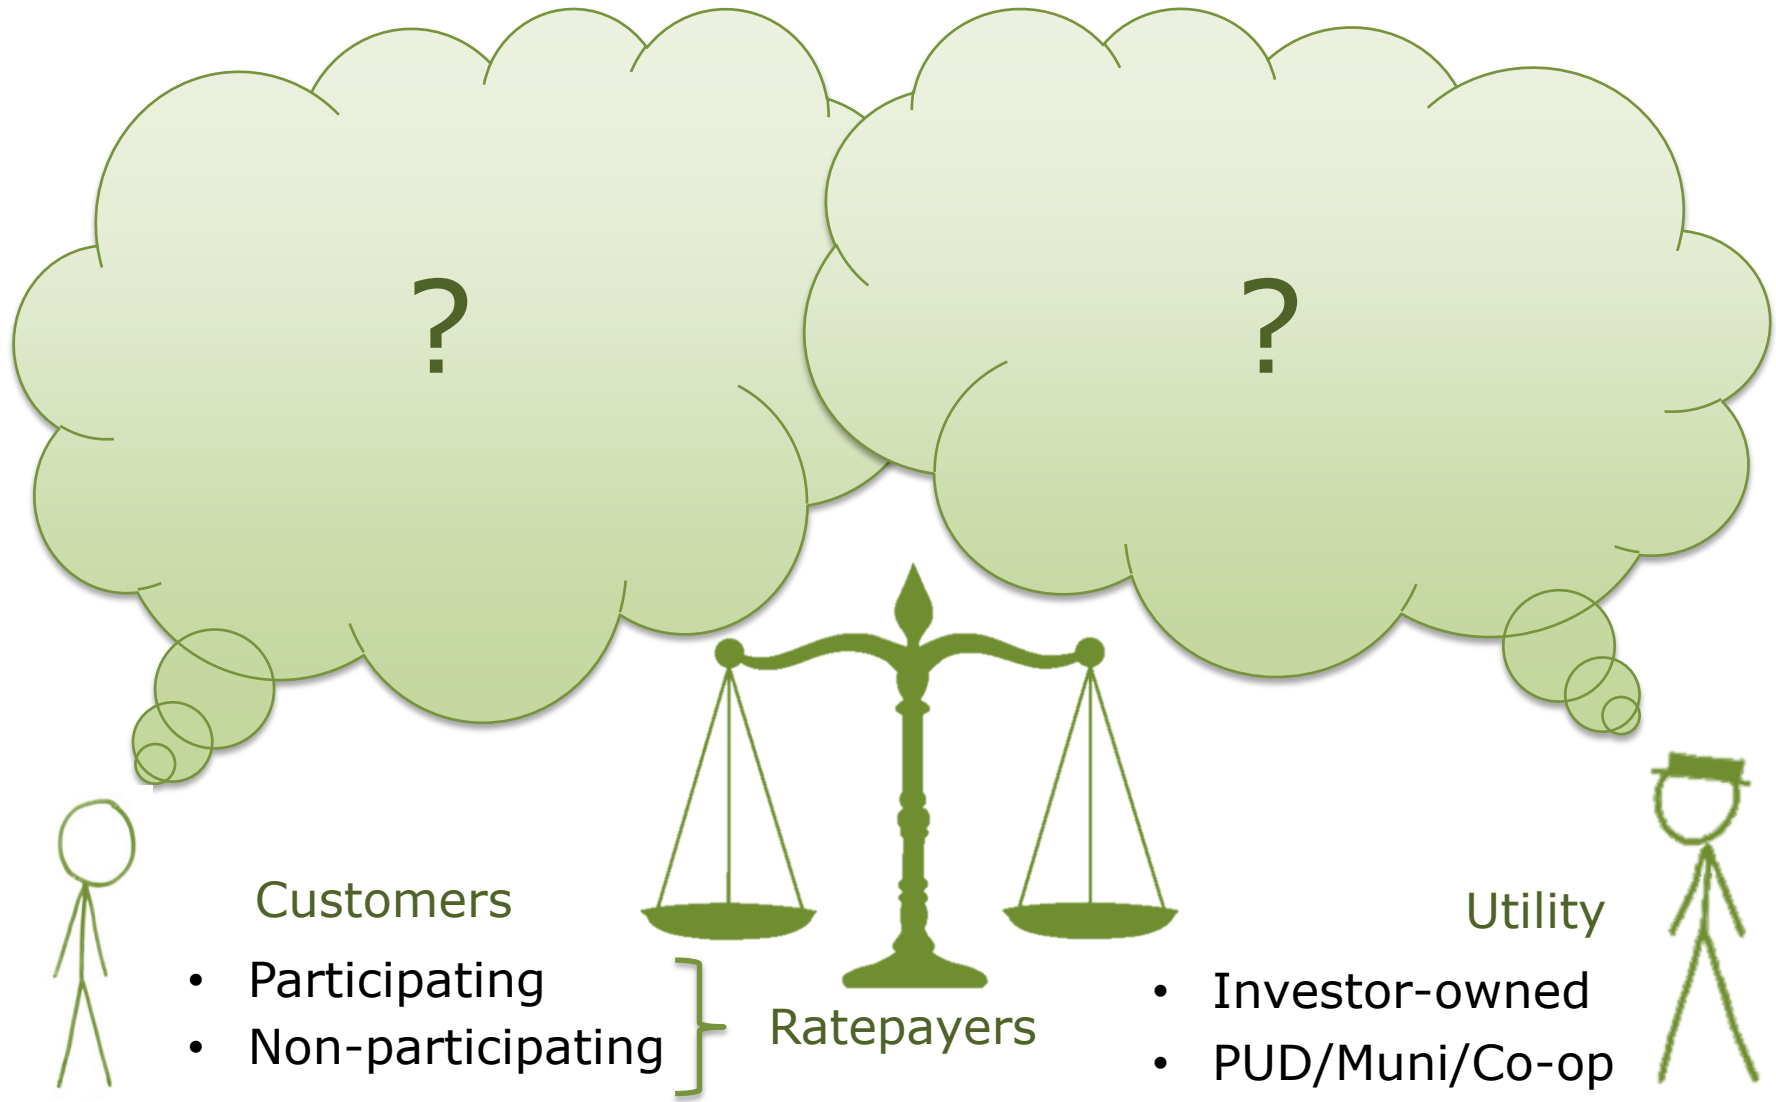 ?
?
Customers
• Participating
• Non-participating
Ratepayers
Utility
• Investor-owned
• PUD/Muni/Co-op